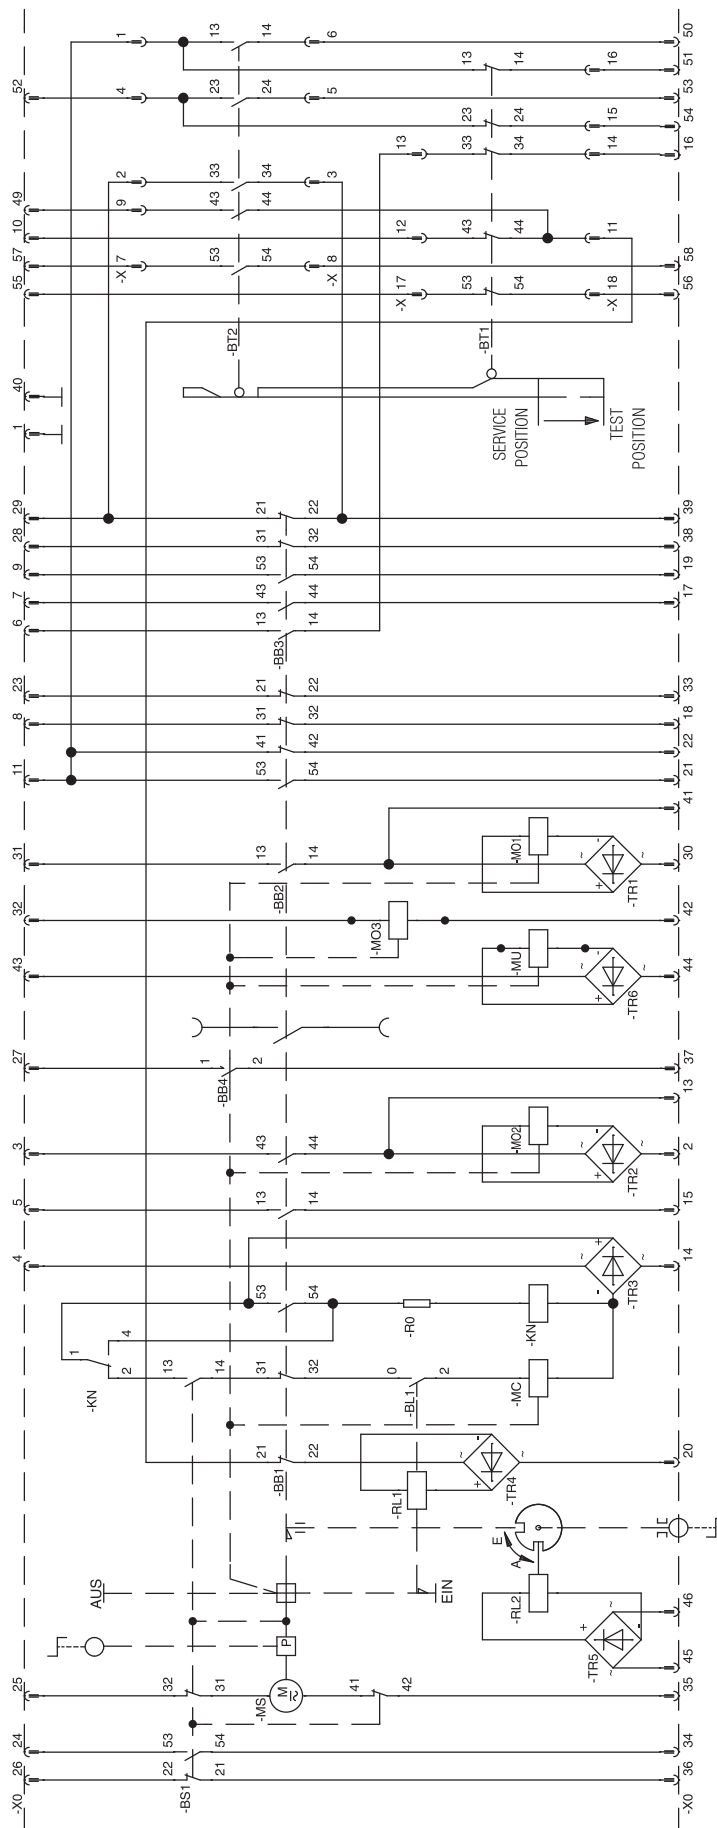 -X0 26 24 25 4 5 3 27 43 32 31 11 8 23 6 7 9 28 29 1 40 55 57 10 49 52
1
-KN
AUS
2 4 -X 7 9 2 4 1
22 53 32 13
-BS1
1
21 54 31 14 -BB4 53 43 33 23 13
-BT2
-MS 21 31 53 13 43 2 13 53 41 31 21 13 43 53 31 21 54 44 34 24 14
-BB1 -BB2 -BB3
M P
22 32 54 14 44 14 54 42 32 22 14 44 54 32 22
-X 8 3 5 6
41
-MO3
0
-RL1
42 -BL1 -R0 -X 17 12 13
2
EIN
+ -
53 43 33 23 13
-BT1
SERVICE
POSITION
E
-TR4
A
-RL2 -MC -KN -MO2 -MU -MO1
54 44 34 24 14
-TR5 -TR3 -TR2 -TR6 -TR1
TEST
POSITION
-X 18 11 14 15 16
-X0 36 34 35 45 46 20 14 15 2 13 37 44 42 30 41 21 22 18 33 17 19 38 39 56 58 16 54 53 51 50